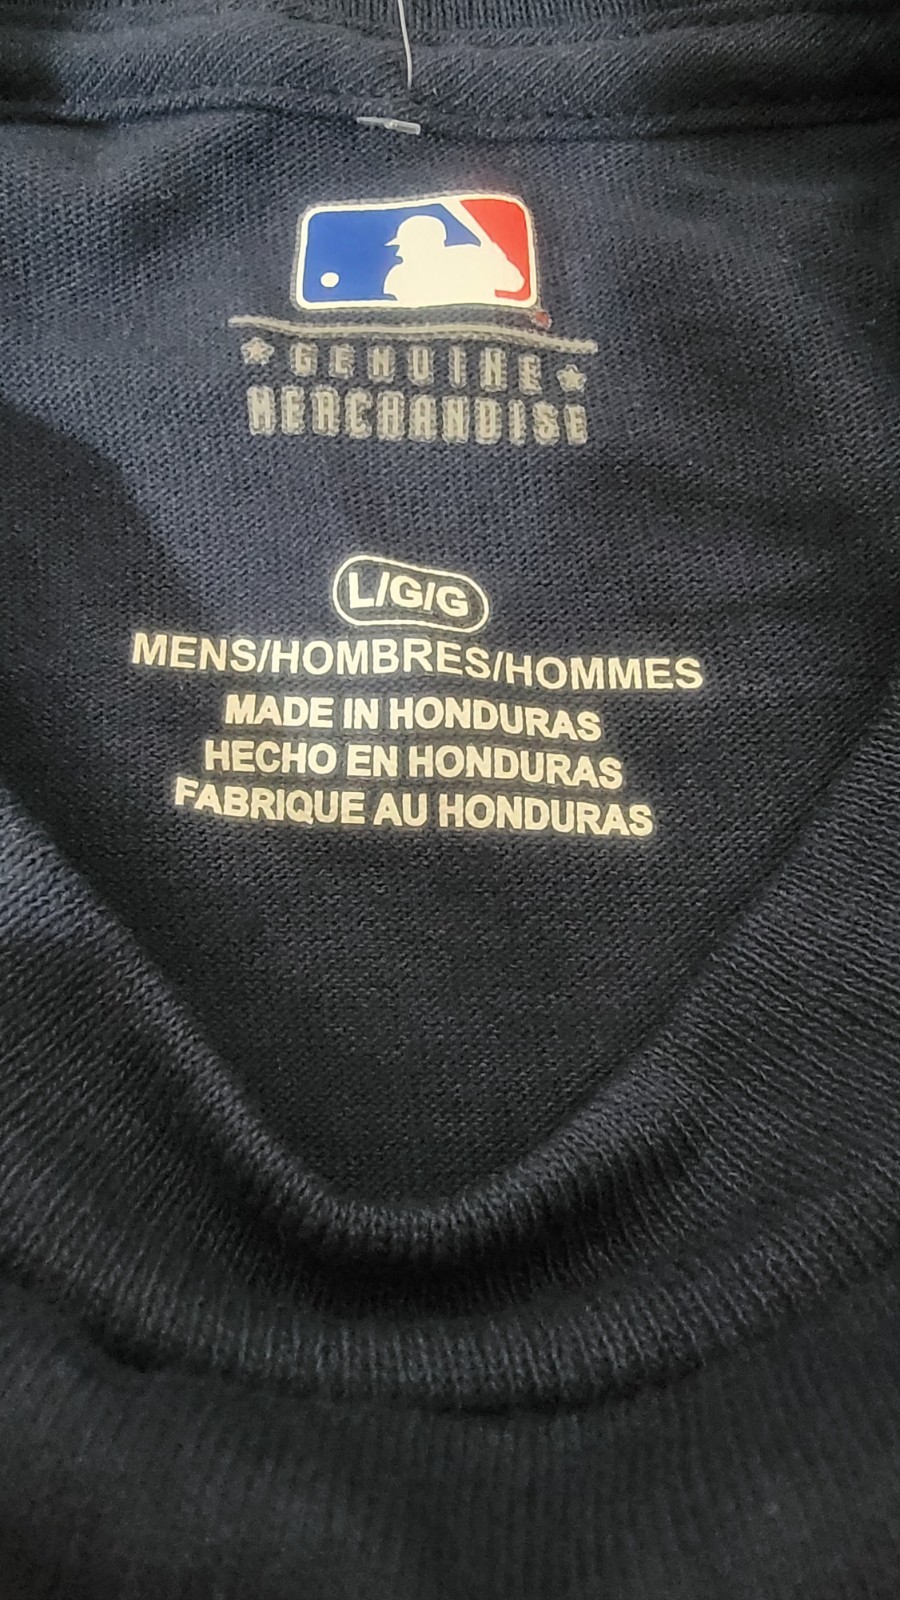 GENUINE
MERCHANDISE
L/G/G
MENS/HOMBRES/HOMMES
MADE IN HONDURAS
HECHO EN HONDURAS
FABRIQUE AU HONDURAS